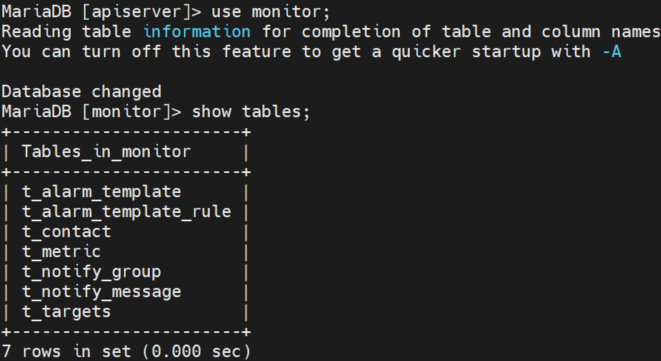 MariaDB [apiserver]> use monitor;
Reading table information for completion of table and column names
You can turn off this feature to get a quicker startup with -A

Database changed
MariaDB [monitor]> show tables;
+-----------------------+
| Tables_in_monitor     |
+-----------------------+
| t_alarm_template      |
| t_alarm_template_rule |
| t_contact             |
| t_metric              |
| t_notify_group        |
| t_notify_message      |
| t_targets             |
+-----------------------+
7 rows in set (0.000 sec)